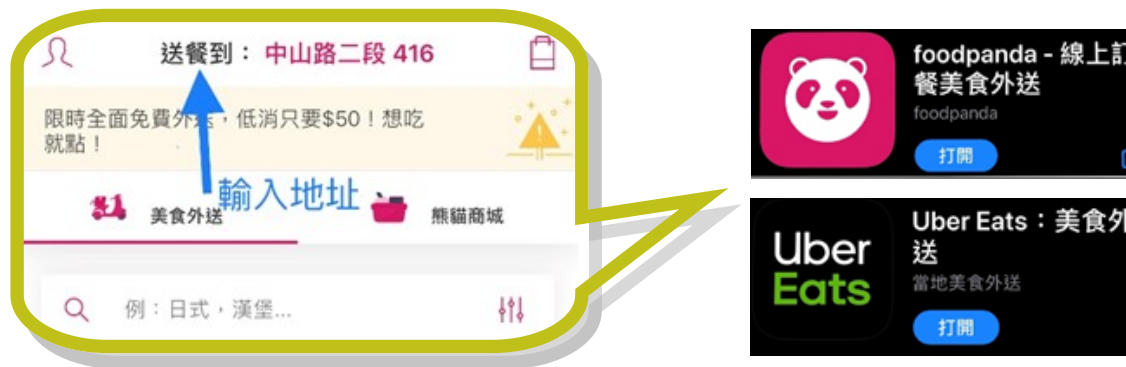 送餐到：中山路二段 416
限時全面免費外送，低消只要$50！想吃
就點！
輸入地址
美食外送
熊貓商城
例：日式，漢堡...
foodpanda - 線上訂
餐美食外送
foodpanda
打開
Uber
Eats
Uber Eats：美食外
送
當地美食外送
打開